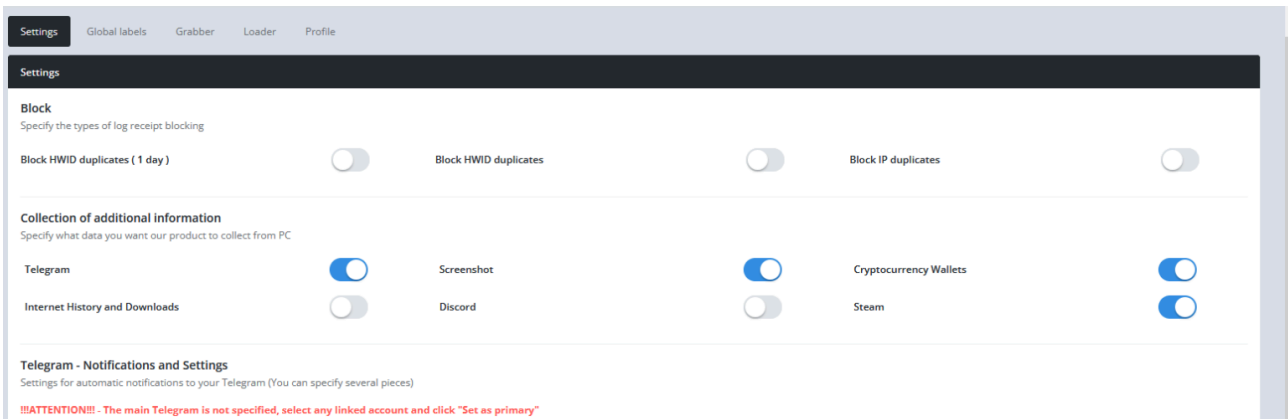 Settings Global labels Grabber Loader Profile
Settings
Block
Specify the types of log receipt blocking
Block HWID duplicates ( 1 day ) Block HWID duplicates Block IP duplicates
Collection of additional information
Specify what data you want our product to collect from PC
Telegram Screenshot Cryptocurrency Wallets
Internet History and Downloads Discord Steam
Telegram - Notifications and Settings
Settings for automatic notifications to your Telegram (You can specify several pieces)
!!!ATTENTION!!! - The main Telegram is not specified, select any linked account and click "Set as primary"